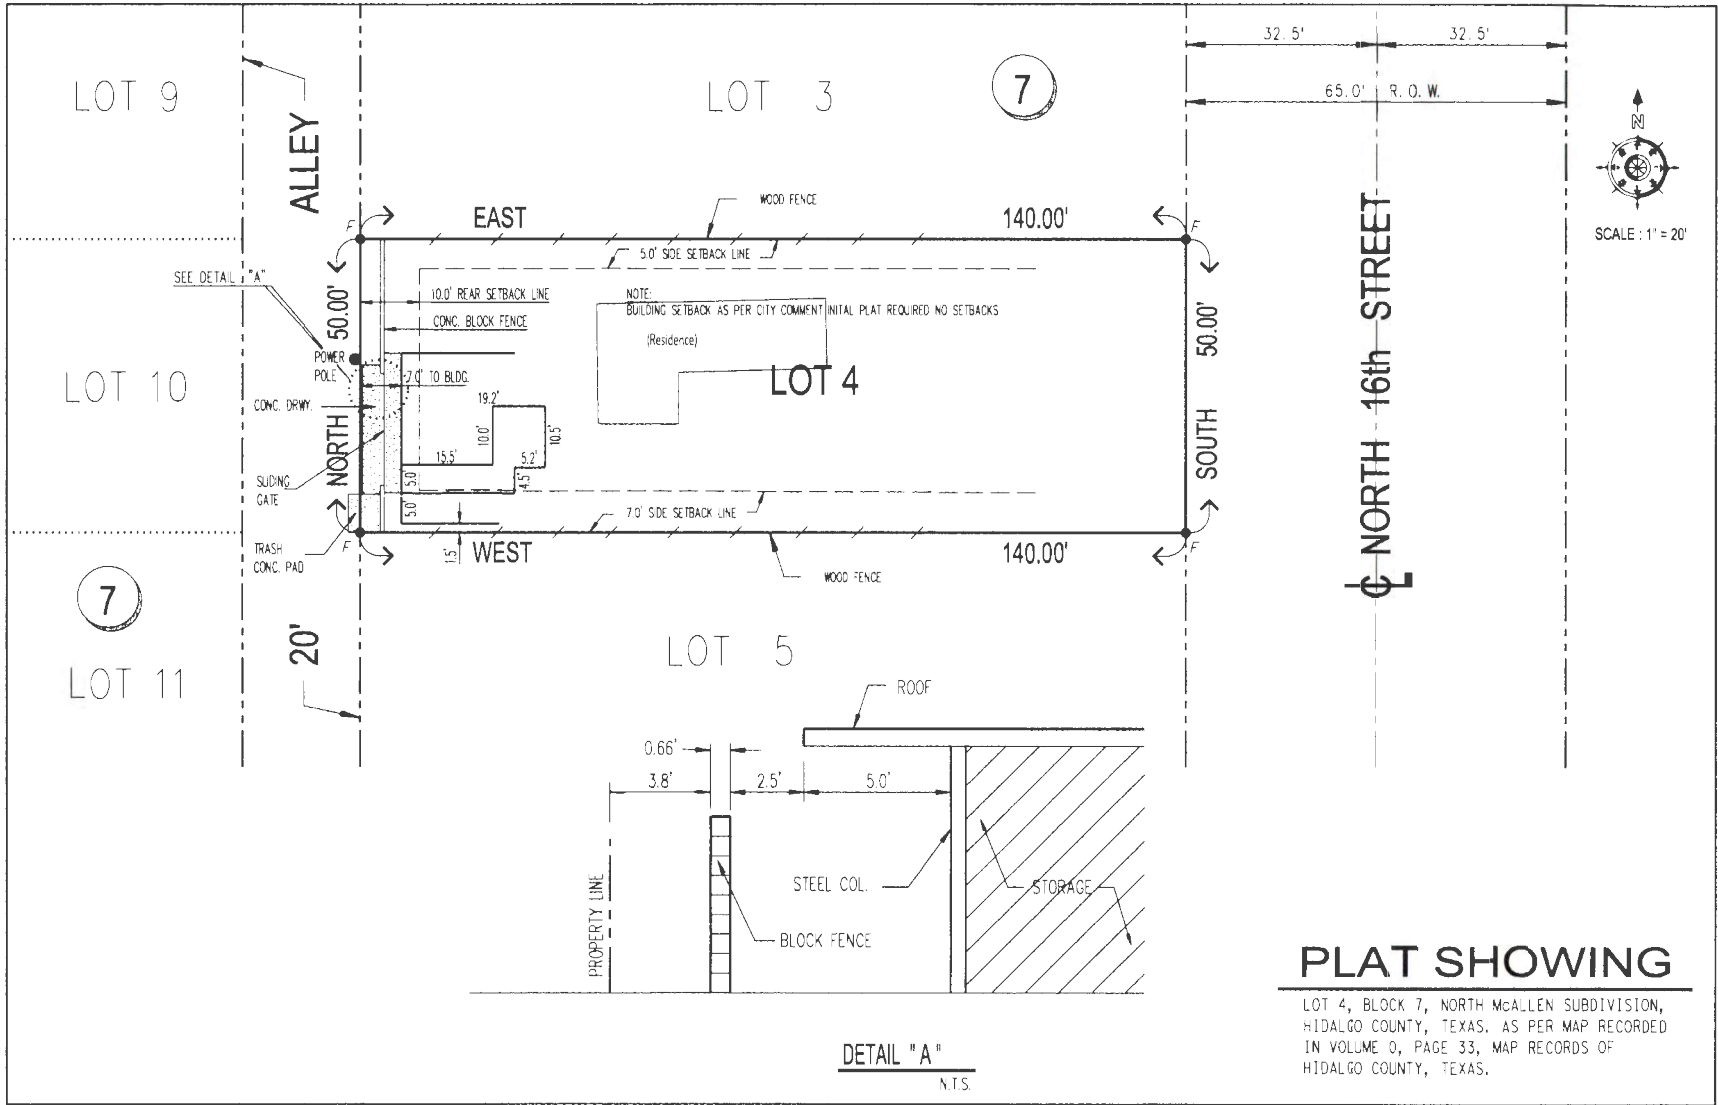 32.5'
32.5'
65.0' R.O.W.
LOT 9
LOT 3
7
ALLEY
N
SCALE : 1" = 20'
F
EAST
WOOD FENCE
140.00'
F
5.0' SIDE SETBACK LINE
SEE DETAIL "A"
10.0' REAR SETBACK LINE
CONC. BLOCK FENCE
NOTE:
BUILDING SETBACK AS PER CITY COMMENT INITAL PLAT REQUIRED NO SETBACKS
(Residence)
50.00'
NORTH
50.00'
SOUTH
NORTH 16th STREET
POWER
POLE
7.0' TO BLDG.
LOT 10
LOT 4
CONC. DRWY.
19.2'
10.0'
10.5'
15.5'
5.2'
5.0'
4.5'
SLIDING
GATE
5.0'
7.0' SIDE SETBACK LINE
TRASH
CONC. PAD
F
1.5'
WEST
WOOD FENCE
140.00'
F
7
20'
LOT 11
LOT 5
ROOF
0.66'
3.8'
2.5'
5.0'
STEEL COL.
STORAGE
PROPERTY LINE
BLOCK FENCE
DETAIL "A"
N.T.S.
PLAT SHOWING
LOT 4, BLOCK 7, NORTH McALLEN SUBDIVISION,
HIDALGO COUNTY, TEXAS. AS PER MAP RECORDED
IN VOLUME 0, PAGE 33, MAP RECORDS OF
HIDALGO COUNTY, TEXAS.